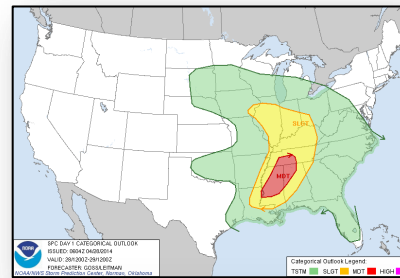 SLGT
MDT
SPC DAY 1 CATEGORICAL OUTLOOK
ISSUED: 0604Z 04/28/2014
VALID: 28/1200Z-29/1200Z
FORECASTER: GOSS/LEITMAN
NOAA/NWS Storm Prediction Center, Norman, Oklahoma
NOAA
Categorical Outlook Legend:
TSTM SLGT MDT HIGH